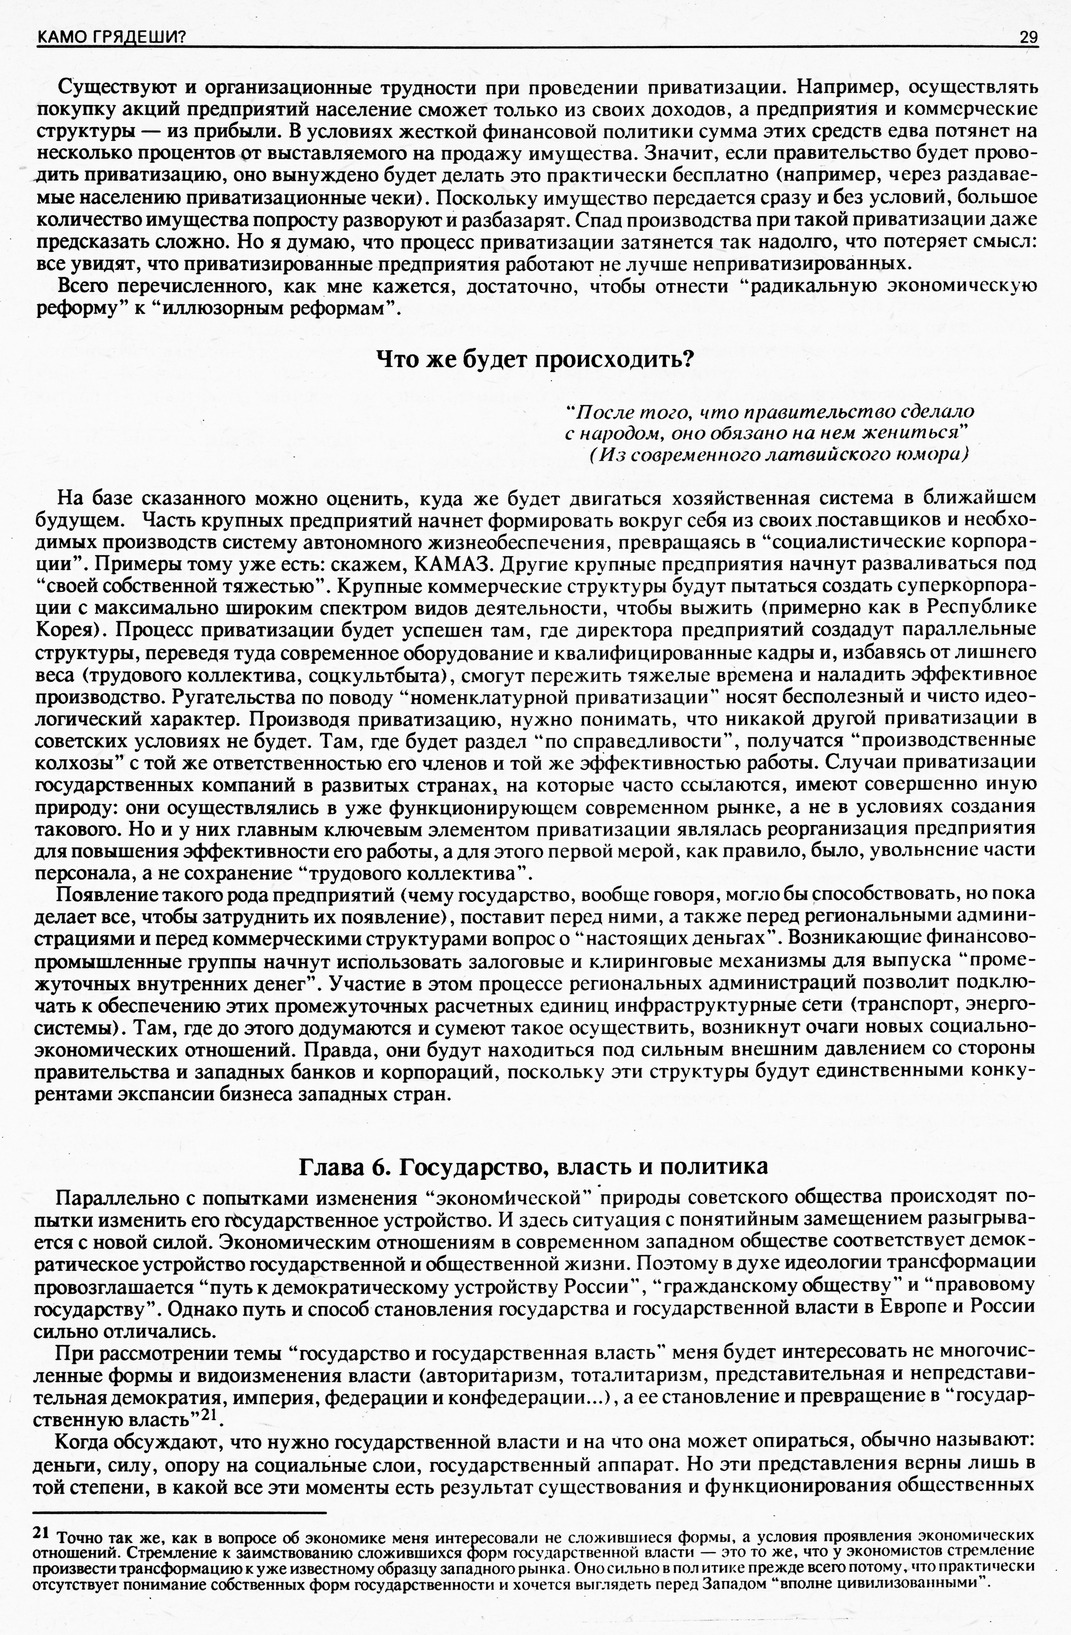 КАМО ГРЯДЕШИ? 29
Существуют и организационные трудности при проведении приватизации. Например, осуществлять
покупку акций предприятий население сможет только из своих доходов, а предприятия и коммерческие
структуры — из прибыли. В условиях жесткой финансовой политики сумма этих средств едва потянет на
несколько процентов от выставляемого на продажу имущества. Значит, если правительство будет прово-
дить приватизацию, оно вынуждено будет делать это практически бесплатно (например, через раздавае-
мые населению приватизационные чеки). Поскольку имущество передается сразу и без условий, большое
количество имущества попросту разворуют и разбазарят. Спад производства при такой приватизации даже
предсказать сложно. Но я думаю, что процесс приватизации затянется так надолго, что потеряет смысл:
все увидят, что приватизированные предприятия работают не лучше неприватизированных.
Всего перечисленного, как мне кажется, достаточно, чтобы отнести “радикальную экономическую
реформу” к “иллюзорным реформам”.
Что же будет происходить?
“После того, что правительство сделало
с народом, оно обязано на нем жениться”
(Из современного латвийского юмора)
На базе сказанного можно оценить, куда же будет двигаться хозяйственная система в ближайшем
будущем. Часть крупных предприятий начнет формировать вокруг себя из своих поставщиков и необхо-
димых производств систему автономного жизнеобеспечения, превращаясь в “социалистические корпора-
ции”. Примеры тому уже есть: скажем, КАМАЗ. Другие крупные предприятия начнут разваливаться под
“своей собственной тяжестью”. Крупные коммерческие структуры будут пытаться создать суперкорпора-
ции с максимально широким спектром видов деятельности, чтобы выжить (примерно как в Республике
Корея). Процесс приватизации будет успешен там, где директора предприятий создадут параллельные
структуры, переведя туда современное оборудование и квалифицированные кадры и, избавясь от лишнего
веса (трудового коллектива, соцкультбыта), смогут пережить тяжелые времена и наладить эффективное
производство. Ругательства по поводу “номенклатурной приватизации” носят бесполезный и чисто идео-
логический характер. Производя приватизацию, нужно понимать, что никакой другой приватизации в
советских условиях не будет. Там, где будет раздел “по справедливости”, получатся “производственные
колхозы” с той же ответственностью его членов и той же эффективностью работы. Случаи приватизации
государственных компаний в развитых странах, на которые часто ссылаются, имеют совершенно иную
природу: они осуществлялись в уже функционирующем современном рынке, а не в условиях создания
такового. Но и у них главным ключевым элементом приватизации являлась реорганизация предприятия
для повышения эффективности его работы, а для этого первой мерой, как правило, было, увольнение части
персонала, а не сохранение “трудового коллектива”.
Появление такого рода предприятий (чему государство, вообще говоря, могло бы способствовать, но пока
делает все, чтобы затруднить их появление), поставит перед ними, а также перед региональными админи-
страциями и перед коммерческими структурами вопрос о “настоящих деньгах”. Возникающие финансово-
промышленные группы начнут использовать залоговые и клиринговые механизмы для выпуска “проме-
жуточных внутренних денег”. Участие в этом процессе региональных администраций позволит подклю-
чать к обеспечению этих промежуточных расчетных единиц инфраструктурные сети (транспорт, энерго-
системы). Там, где до этого додумаются и сумеют такое осуществить, возникнут очаги новых социально-
экономических отношений. Правда, они будут находиться под сильным внешним давлением со стороны
правительства и западных банков и корпораций, поскольку эти структуры будут единственными конку-
рентами экспансии бизнеса западных стран.
Глава 6. Государство, власть и политика
Параллельно с попытками изменения “экономической” природы советского общества происходят по-
пытки изменить его государственное устройство. И здесь ситуация с понятийным замещением разыгрыва-
ется с новой силой. Экономическим отношениям в современном западном обществе соответствует демок-
ратическое устройство государственной и общественной жизни. Поэтому в духе идеологии трансформации
провозглашается “путь к демократическому устройству России”, “гражданскому обществу” и “правовому
государству”. Однако путь и способ становления государства и государственной власти в Европе и России
сильно отличались.
При рассмотрении темы “государство и государственная власть” меня будет интересовать не многочис-
ленные формы и видоизменения власти (авторитаризм, тоталитаризм, представительная и непредстави-
тельная демократия, империя, федерации и конфедерации...), а ее становление и превращение в “государ-
ственную власть”21.
Когда обсуждают, что нужно государственной власти и на что она может опираться, обычно называют:
деньги, силу, опору на социальные слои, государственный аппарат. Но эти представления верны лишь в
той степени, в какой все эти моменты есть результат существования и функционирования общественных
21 Точно так же, как в вопросе об экономике меня интересовали не сложившиеся формы, а условия проявления экономических
отношений. Стремление к заимствованию сложившихся форм государственной власти — это то же, что у экономистов стремление
произвести трансформацию к уже известному образцу западного рынка. Оно сильно в политике прежде всего потому, что практически
отсутствует понимание собственных форм государственности и хочется выглядеть перед Западом “вполне цивилизованными”.